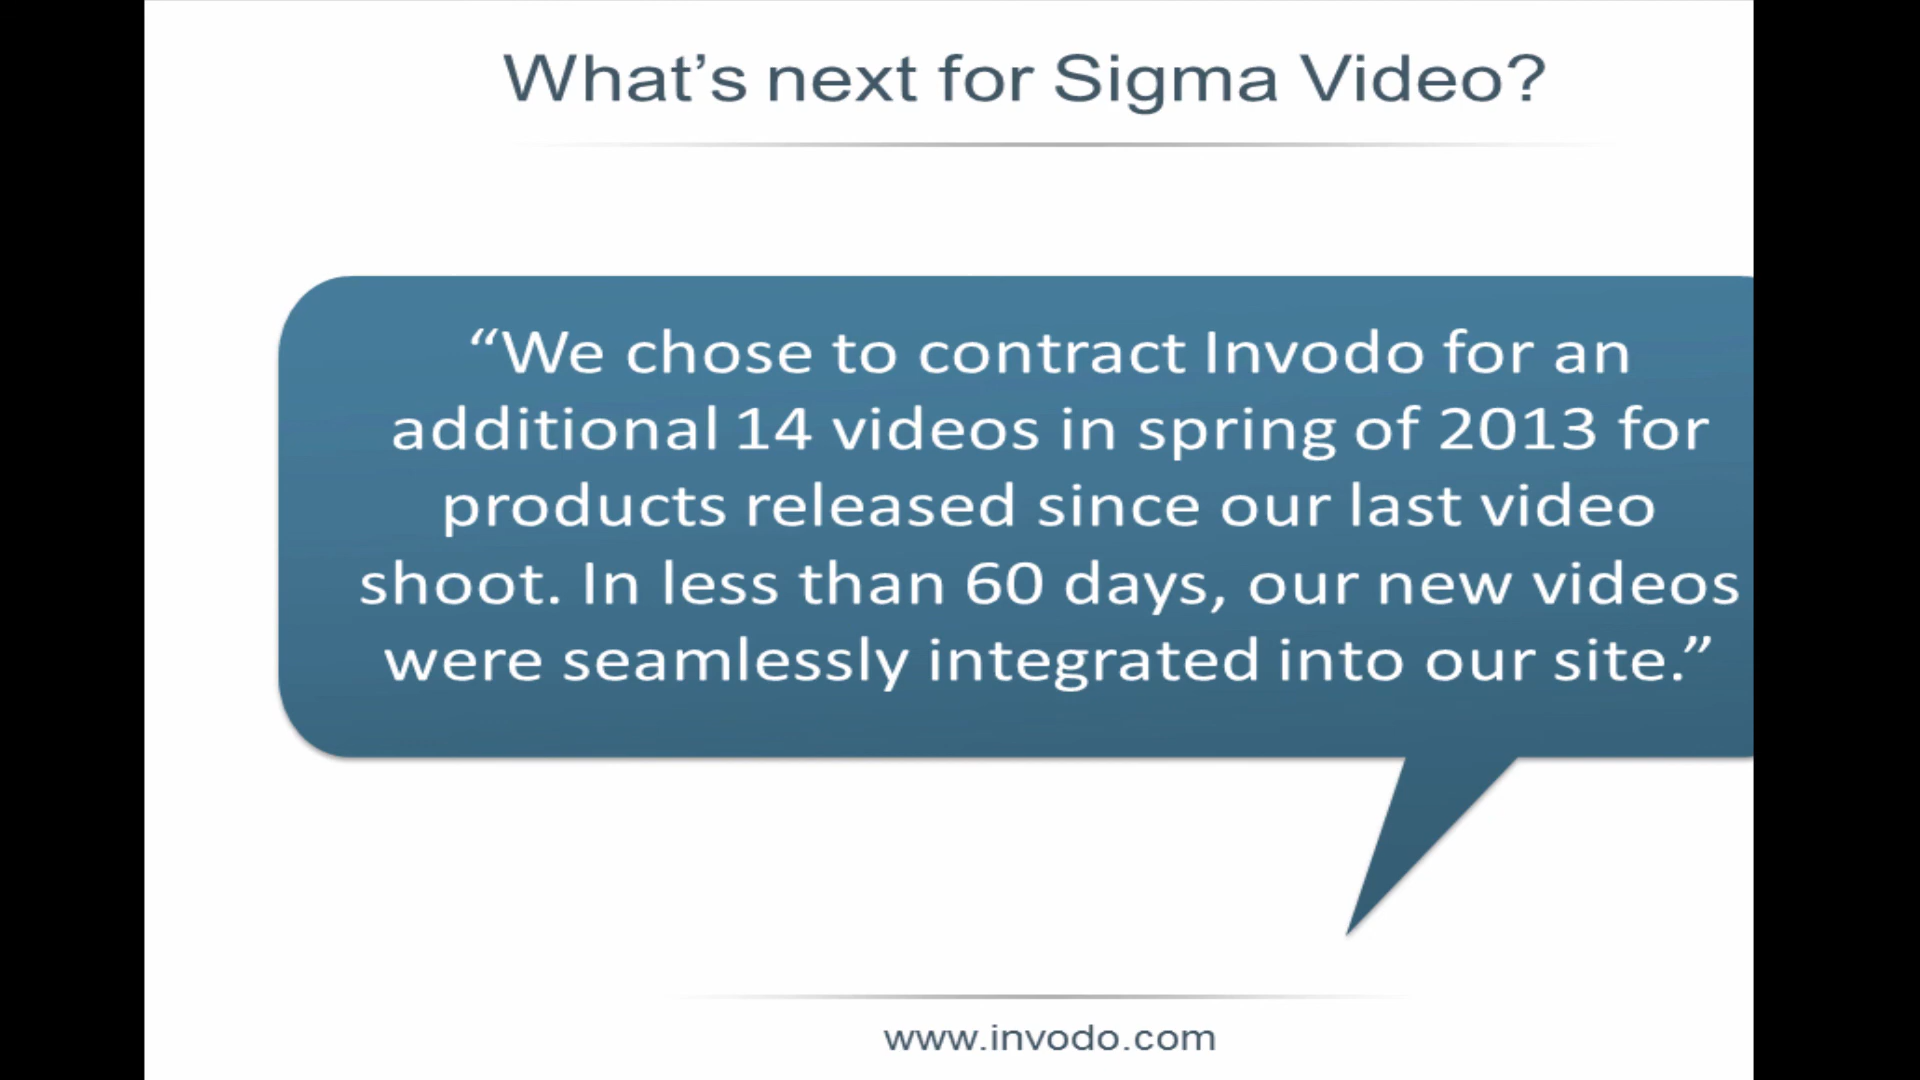 What’s next for Sigma Video?
“We chose to contract Invodo for an
additional 14 videos in spring of 2013 for
products released since our last video
shoot. In less than 60 days, our new videos
were seamlessly integrated into our site.”
www.invodo.com